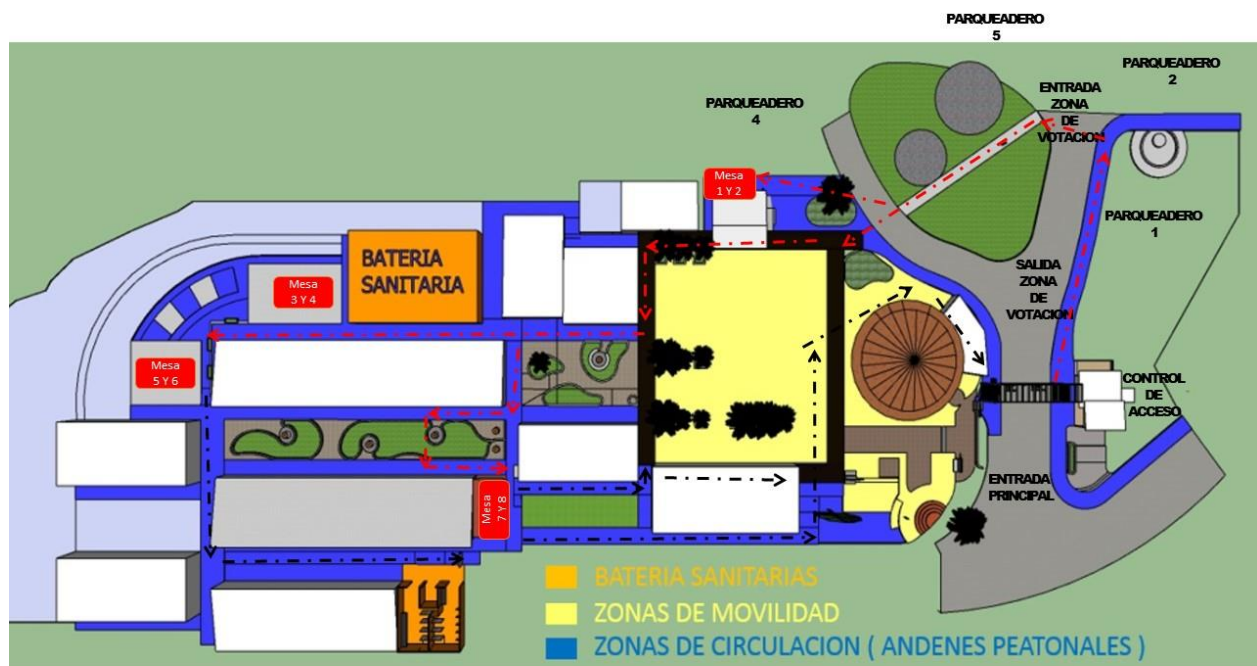 PARQUEADERO
5
PARQUEADERO
2
ENTRADA
ZONA
DE
VOTACION
PARQUEADERO
4
Mesa
1 Y 2
PARQUEADERO
1
BATERIA
SANITARIA
SALIDA
ZONA
DE
VOTACION
Mesa
3 Y 4
Mesa
5 Y 6
CONTROL
DE
ACCESO
Mesa
7 Y 8
ENTRADA
PRINCIPAL
BATERIA SANITARIAS
ZONAS DE MOVILIDAD
ZONAS DE CIRCULACION ( ANDENES PEATONALES )